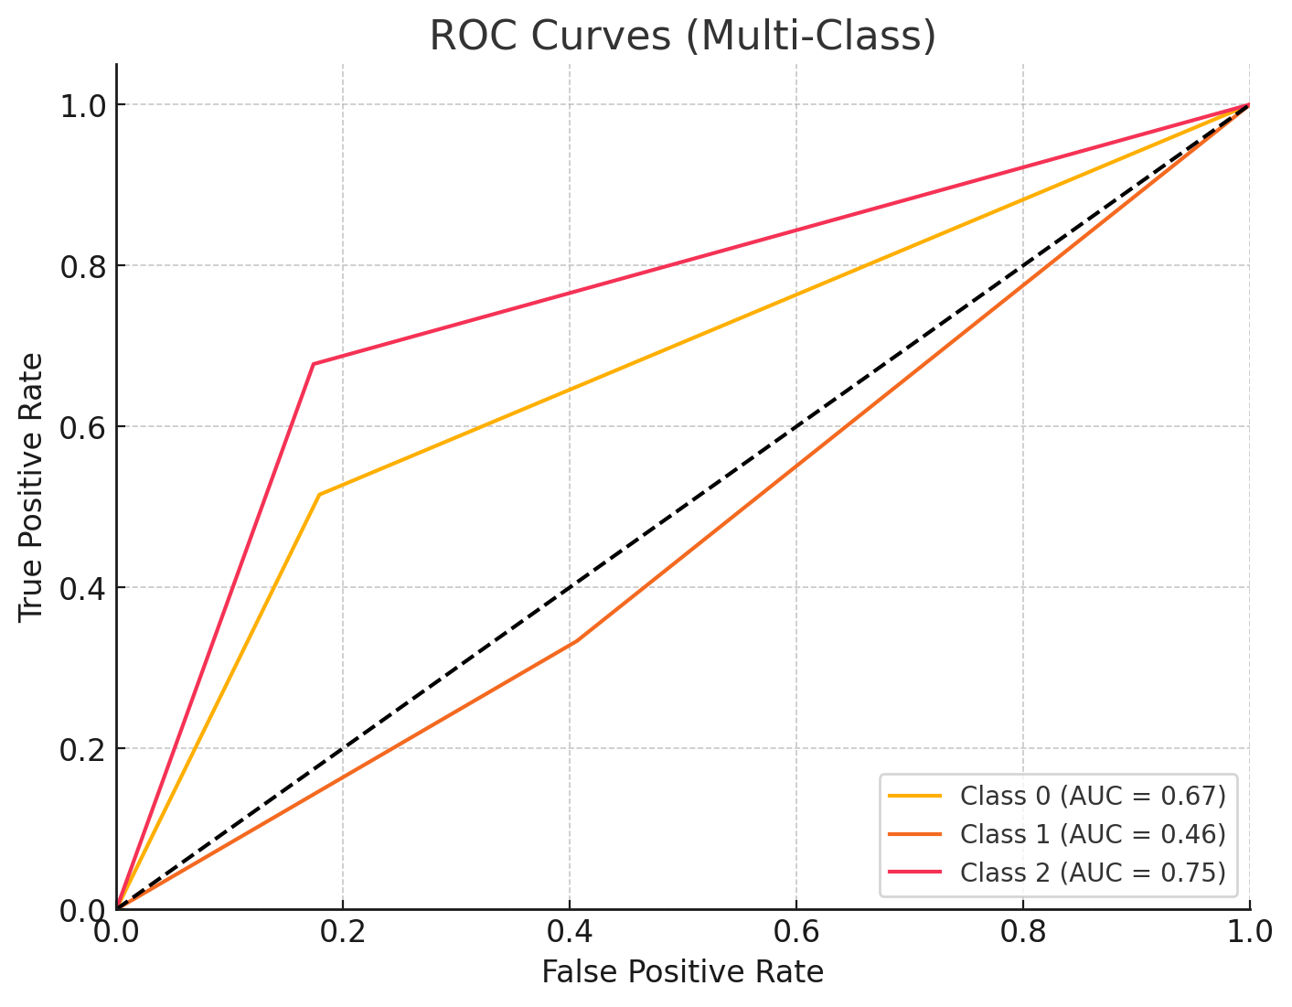 ROC Curves (Multi-Class)
1.0
0.8
0.6
0.4
0.2
0.0
True Positive Rate
Class 0 (AUC = 0.67)
Class 1 (AUC = 0.46)
Class 2 (AUC = 0.75)
0.0 0.2 0.4 0.6 0.8 1.0
False Positive Rate